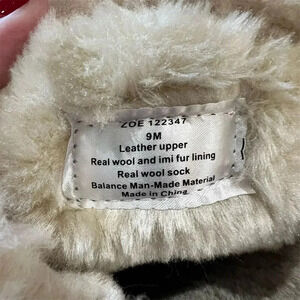 ZOE 122347
9M
Leather upper
Real wool and imi fur lining
Real wool sock
Balance Man-Made Material
Made in China